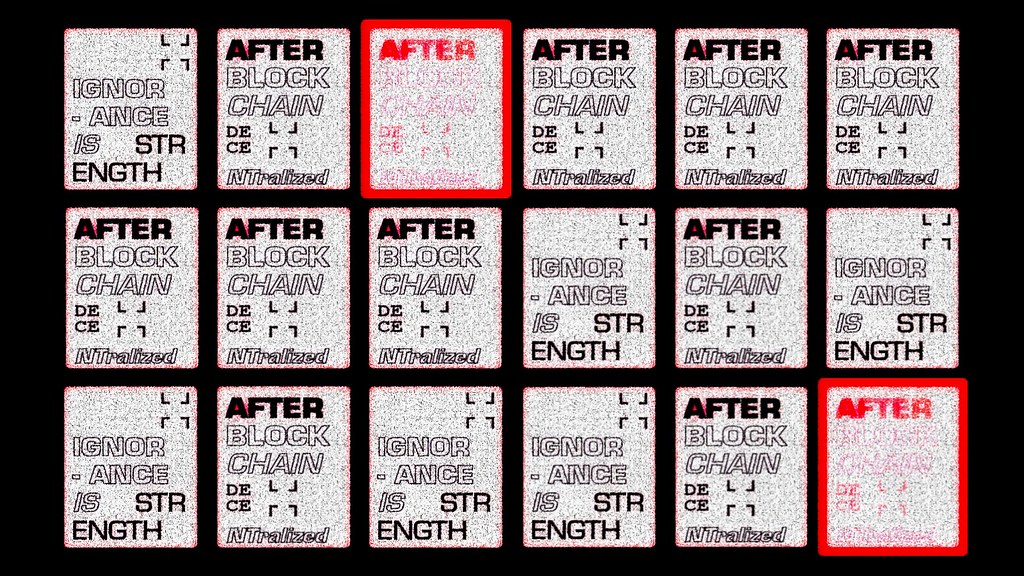 IGNOR
- ANCE
IS STR
ENGTH
AFTER
BLOCK
CHAIN
DE
CE
NTralized
AFTER
BLOCK
CHAIN
DE
CE
NTralized
AFTER
BLOCK
CHAIN
DE
CE
NTralized
AFTER
BLOCK
CHAIN
DE
CE
NTralized
AFTER
BLOCK
CHAIN
DE
CE
NTralized
AFTER
BLOCK
CHAIN
DE
CE
NTralized
AFTER
BLOCK
CHAIN
DE
CE
NTralized
AFTER
BLOCK
CHAIN
DE
CE
NTralized
IGNOR
- ANCE
IS STR
ENGTH
AFTER
BLOCK
CHAIN
DE
CE
NTralized
IGNOR
- ANCE
IS STR
ENGTH
IGNOR
- ANCE
IS STR
ENGTH
AFTER
BLOCK
CHAIN
DE
CE
NTralized
IGNOR
- ANCE
IS STR
ENGTH
IGNOR
- ANCE
IS STR
ENGTH
AFTER
BLOCK
CHAIN
DE
CE
NTralized
AFTER
BLOCK
CHAIN
DE
CE
NTralized